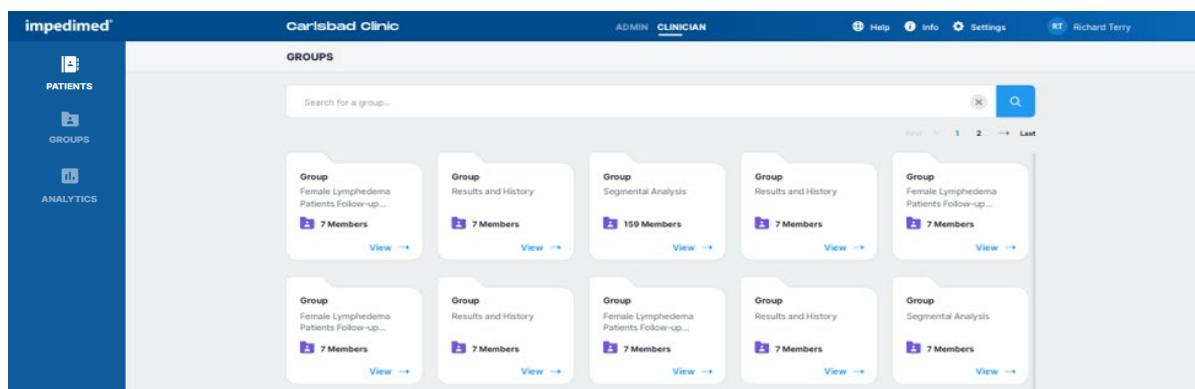 impedimed®
Carlsbad Clinic
ADMIN CLINICIAN
Help Info Settings
RT Richard Terry
PATIENTS
GROUPS
ANALYTICS
GROUPS
Search for a group...
First 1 2 → Last
Group
Female Lymphedema
Patients Follow-up...
7 Members
View →
Group
Results and History
7 Members
View →
Group
Segmental Analysis
159 Members
View →
Group
Results and History
7 Members
View →
Group
Female Lymphedema
Patients Follow-up...
7 Members
View →
Group
Female Lymphedema
Patients Follow-up...
7 Members
View →
Group
Results and History
7 Members
View →
Group
Female Lymphedema
Patients Follow-up...
7 Members
View →
Group
Results and History
7 Members
View →
Group
Segmental Analysis
7 Members
View →